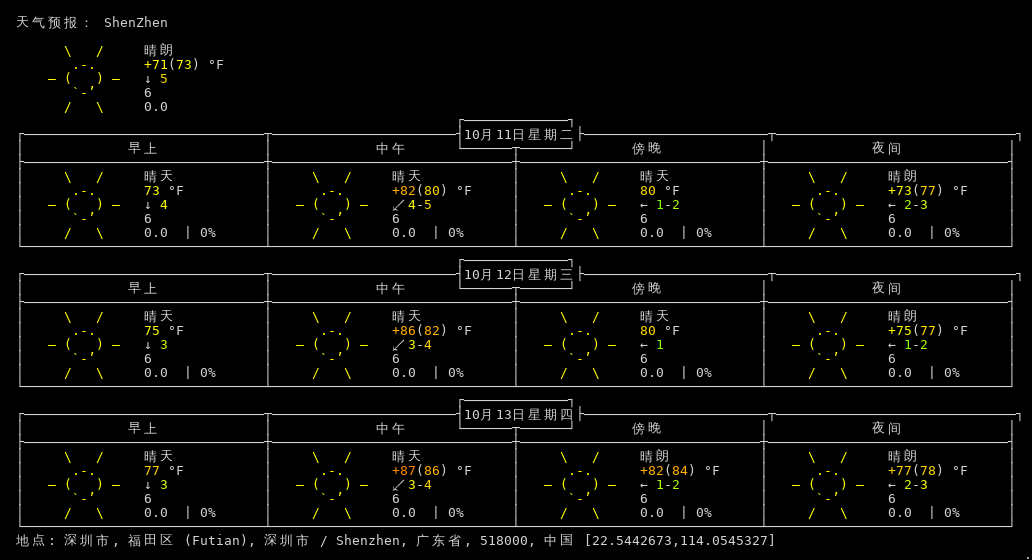 天气预报： ShenZhen
晴朗
+71(73) °F
↓ 5
6
0.0
10月11日星期二
早上 中午 傍晚 夜间
晴天 晴天 晴天 晴朗
73 °F +82(80) °F 80 °F +73(77) °F
↓ 4 ↙ 4-5 ← 1-2 ← 2-3
6 6 6 6
0.0 | 0% 0.0 | 0% 0.0 | 0% 0.0 | 0%
10月12日星期三
早上 中午 傍晚 夜间
晴天 晴天 晴天 晴朗
75 °F +86(82) °F 80 °F +75(77) °F
↓ 3 ↙ 3-4 ← 1 ← 1-2
6 6 6 6
0.0 | 0% 0.0 | 0% 0.0 | 0% 0.0 | 0%
10月13日星期四
早上 中午 傍晚 夜间
晴天 晴天 晴朗 晴朗
77 °F +87(86) °F +82(84) °F +77(78) °F
↓ 3 ↙ 3-4 ← 1-2 ← 2-3
6 6 6 6
0.0 | 0% 0.0 | 0% 0.0 | 0% 0.0 | 0%
地点: 深圳市, 福田区 (Futian), 深圳市 / Shenzhen, 广东省, 518000, 中国 [22.5442673,114.0545327]